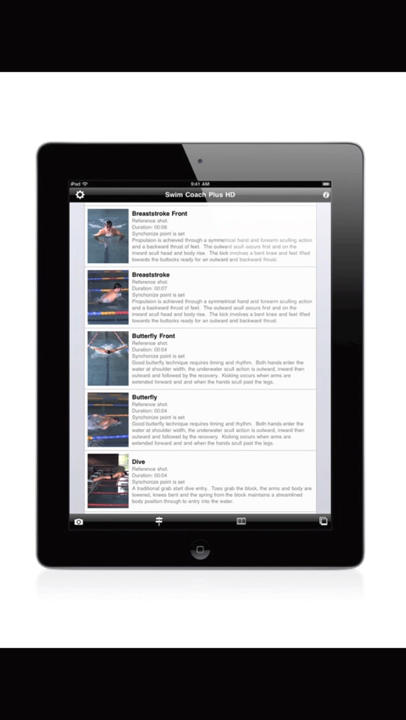 iPad
9:41 AM
Swim Coach Plus HD
Breaststroke Front
Reference shot.
Duration: 00:06
Synchonize point is set
Propulsion is achieved through a symmetrical hand and forearm sculling action
and a backward thrust of feet. The outward scull occurs first and on the
inward scull head and body rise. The kick involves a bent knee and feet lifted
towards the buttocks ready for an outward and backward thrust.
Breaststroke
Reference shot.
Duration: 00:07
Synchonize point is set
Propulsion is achieved through a symmetrical hand and forearm sculling action
and a backward thrust of feet. The outward scull occurs first and on the
inward scull head and body rise. The kick involves a bent knee and feet lifted
towards the buttocks ready for an outward and backward thrust.
Butterfly Front
Reference shot.
Duration: 00:04
Synchonize point is set
Good butterfly technique requires timing and rhythm. Both hands enter the
water at shoulder width, the underwater scull action is outward, inward then
outward and followed by the recovery. Kicking occurs when arms are
extended forward and and when the hands skim past the legs.
Butterfly
Reference shot.
Duration: 00:04
Synchonize point is set
Good butterfly technique requires timing and rhythm. Both hands enter the
water at shoulder width, the underwater scull action is outward, inward then
outward and followed by the recovery. Kicking occurs when arms are
extended forward and and when the hands skim past the legs.
Dive
Reference shot.
Duration: 00:04
Synchonize point is set
A traditional grab start dive entry. Toes grab the block, the arms and body are
lowered, knees bent and the spring from the block maintains a streamlined
body position through to entry into the water.